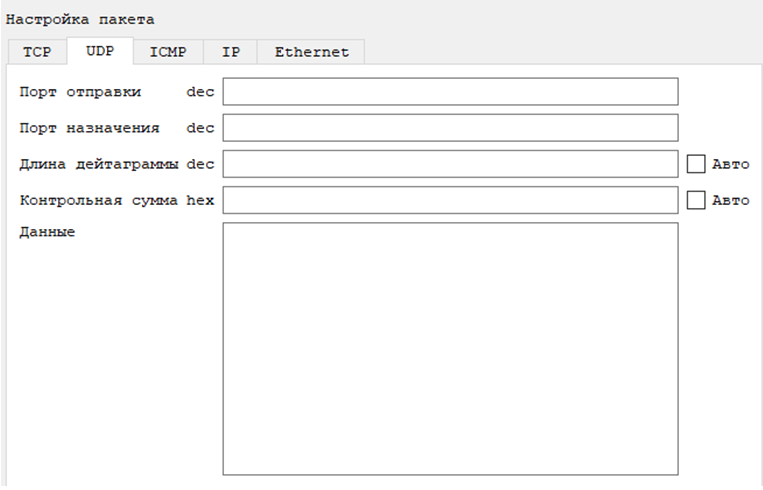 Настройка пакета
TCP UDP ICMP IP Ethernet
Порт отправки dec
Порт назначения dec
Длина дейтаграммы dec Авто
Контрольная сумма hex Авто
Данные